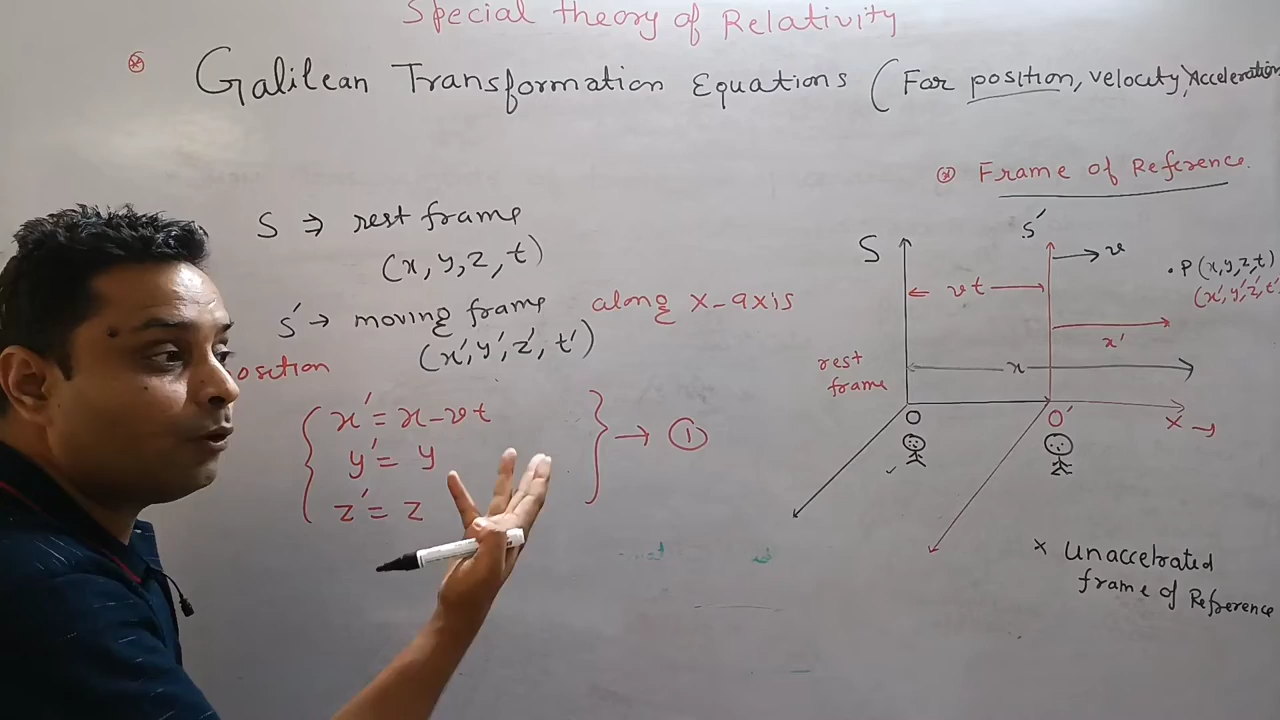 Special theory of Relativity
Galilean Transformation Equations (For position, velocity, Acceleration
Frame of Reference
S ⇒ rest frame
(x, y, z, t)
S' → moving frame along X-axis
(x', y', z', t')
osition
x' = x - vt
y' = y
z' = z
→ ①
S
S'
→ v
← vt →
. P (x, y, z, t)
(x', y', z', t'
x'
x
rest
frame
O
O'
X →
x Unaccelrated
frame of Reference